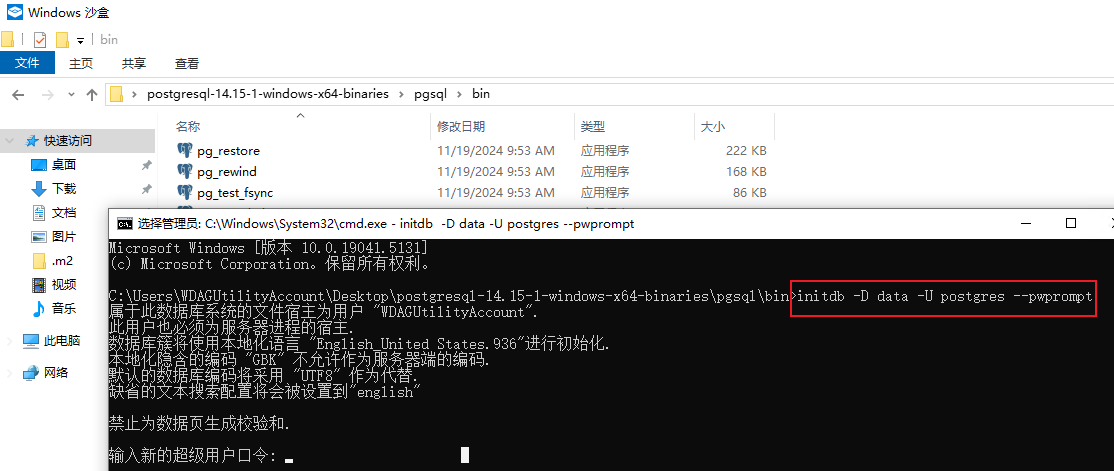 Windows 沙盒
bin
文件 主页 共享 查看
postgresql-14.15-1-windows-x64-binaries pgsql bin
名称 修改日期 类型 大小
快速访问
桌面
下载
文档
图片
.m2
视频
音乐
此电脑
网络
pg_restore 11/19/2024 9:53 AM 应用程序 222 KB
pg_rewind 11/19/2024 9:53 AM 应用程序 168 KB
pg_test_fsync 11/19/2024 9:53 AM 应用程序 86 KB
选择管理员: C:\Windows\System32\cmd.exe - initdb -D data -U postgres --pwprompt
Microsoft Windows [版本 10.0.19041.5131]
(c) Microsoft Corporation。保留所有权利。
C:\Users\WDAGUtilityAccount\Desktop\postgresql-14.15-1-windows-x64-binaries\pgsql\bin>initdb -D data -U postgres --pwprompt
属于此数据库系统的文件宿主为用户 "WDAGUtilityAccount".
此用户也必须为服务器进程的宿主.
数据库簇将使用本地化语言 "English_United States.936"进行初始化.
本地化隐含的编码 "GBK" 不允许作为服务器端的编码.
默认的数据库编码将采用 "UTF8" 作为代替.
缺省的文本搜索配置将会被设置到"english"
禁止为数据页生成校验和.
输入新的超级用户口令: